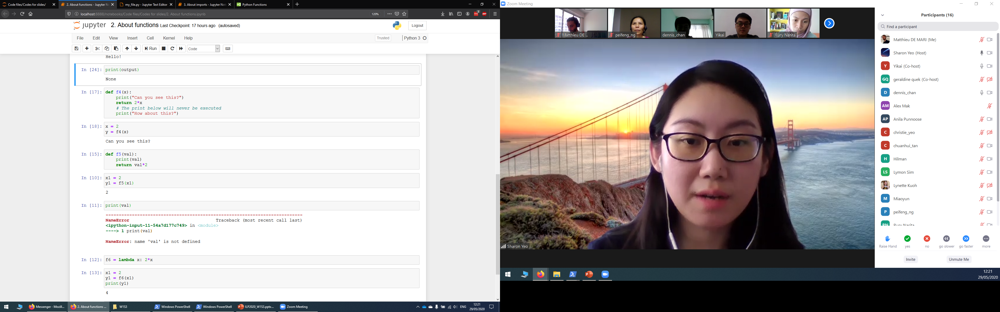 Code files/Codes for slides/
2. About functions - Jupyter No
my_file.py - Jupyter Text Editor
3. About imports - Jupyter Note
Python Functions
localhost:8888/notebooks/Code files/Codes for slides/2. About functions.ipynb
120%
2
ABP
jupyter 2. About functions Last Checkpoint: 17 hours ago (autosaved)
Logout
File Edit View Insert Cell Kernel Help
Trusted
Python 3
Run
Code
Hello!
In [24]: print(output)
None
In [17]: def f4(x):
print("Can you see this?")
return 2*x
# The print below will never be executed
print("How about this?")
In [18]: x = 2
y = f4(x)
Can you see this?
In [15]: def f5(val):
print(val)
return val*2
In [10]: x1 = 2
y1 = f5(x1)
2
In [11]: print(val)
---------------------------------------------------------------------------
NameError Traceback (most recent call last)
<ipython-input-11-54a7d177c749> in <module>
----> 1 print(val)
NameError: name 'val' is not defined
In [12]: f6 = lambda x: 2*x
In [13]: x1 = 2
y1 = f6(x1)
print(y1)
4
Messenger - Mozill...
2. About functions ...
W1S3
Windows PowerShell
Windows PowerShell
ILP2020_W1S3.pptx...
Zoom Meeting
ENG
12:21
29/05/2020
Zoom Meeting
Matthieu DE ...
peifeng_ng
dennis_chan
Yikai
Rury Narita
Sharon Yeo
Participants (16)
Find a participant
Matthieu DE MARI (Me)
Sharon Yeo (Host)
Y Yikai (Co-host)
GQ geraldine quek (Co-host)
D dennis_chan
AM Alex Mak
AP Anila Punnoose
C christie_yeo
C chuanhui_tan
H Hilman
LS Lymon Sim
Lynette Kuoh
M Miaoyun
P peifeng_ng
RN Rury Narita
Raise Hand yes no go slower go faster more
Invite
Unmute Me
12:21
29/05/2020